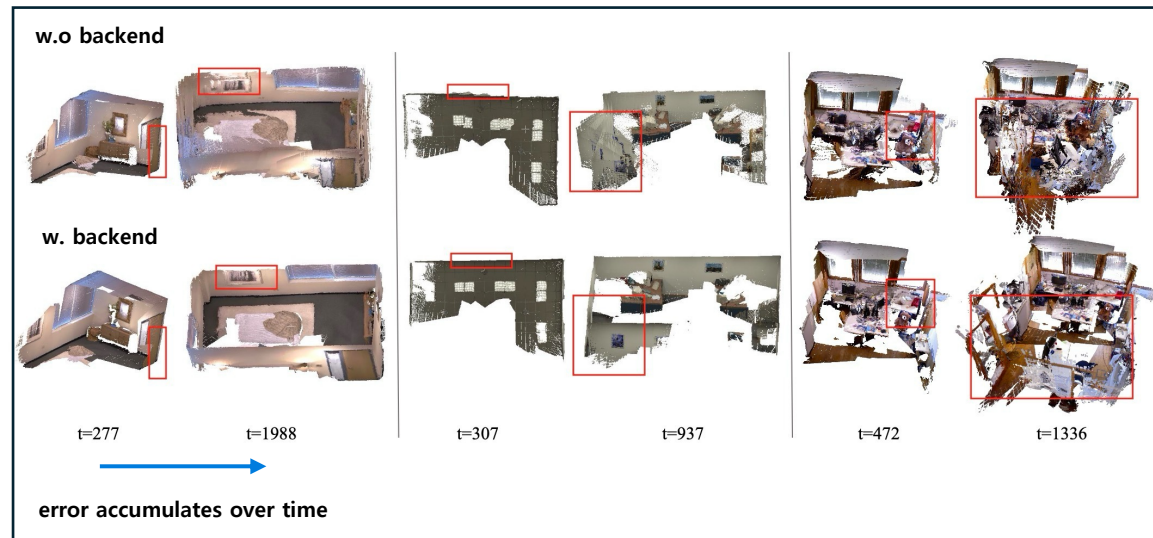 w.o backend
w. backend
t=277 t=1988 t=307 t=937 t=472 t=1336
error accumulates over time